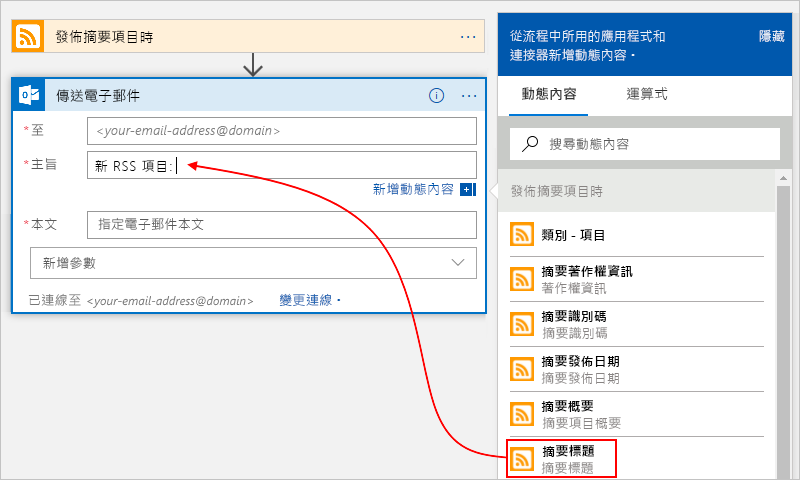 發佈摘要項目時
傳送電子郵件
*至
<your-email-address@domain>
*主旨
新 RSS 項目:
新增動態內容
*本文
指定電子郵件本文
新增參數
已連線至 <your-email-address@domain> 變更連線。
從流程中所用的應用程式和
連接器新增動態內容。
隱藏
動態內容 運算式
搜尋動態內容
發佈摘要項目時
類別 - 項目
摘要著作權資訊
著作權資訊
摘要識別碼
摘要識別碼
摘要發佈日期
摘要發佈日期
摘要概要
摘要項目概要
摘要標題
摘要標題